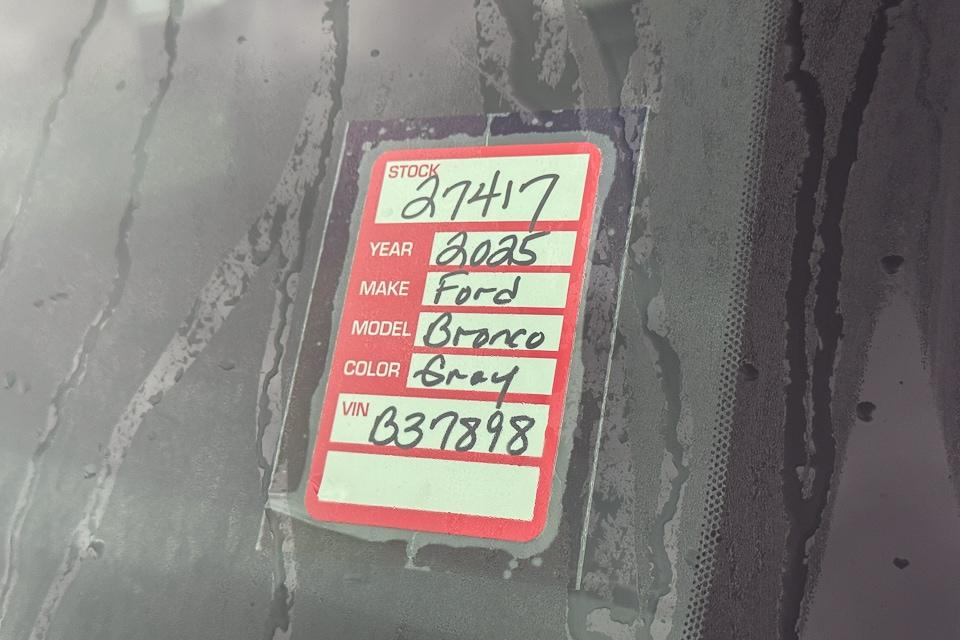 STOCK 27417
YEAR 2025
MAKE Ford
MODEL Bronco
COLOR Gray
VIN B37898